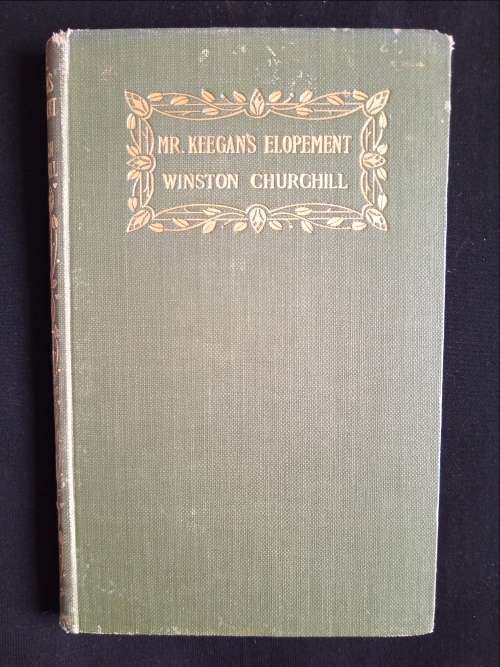 MR. KEEGAN'S ELOPEMENT
WINSTON CHURCHILL